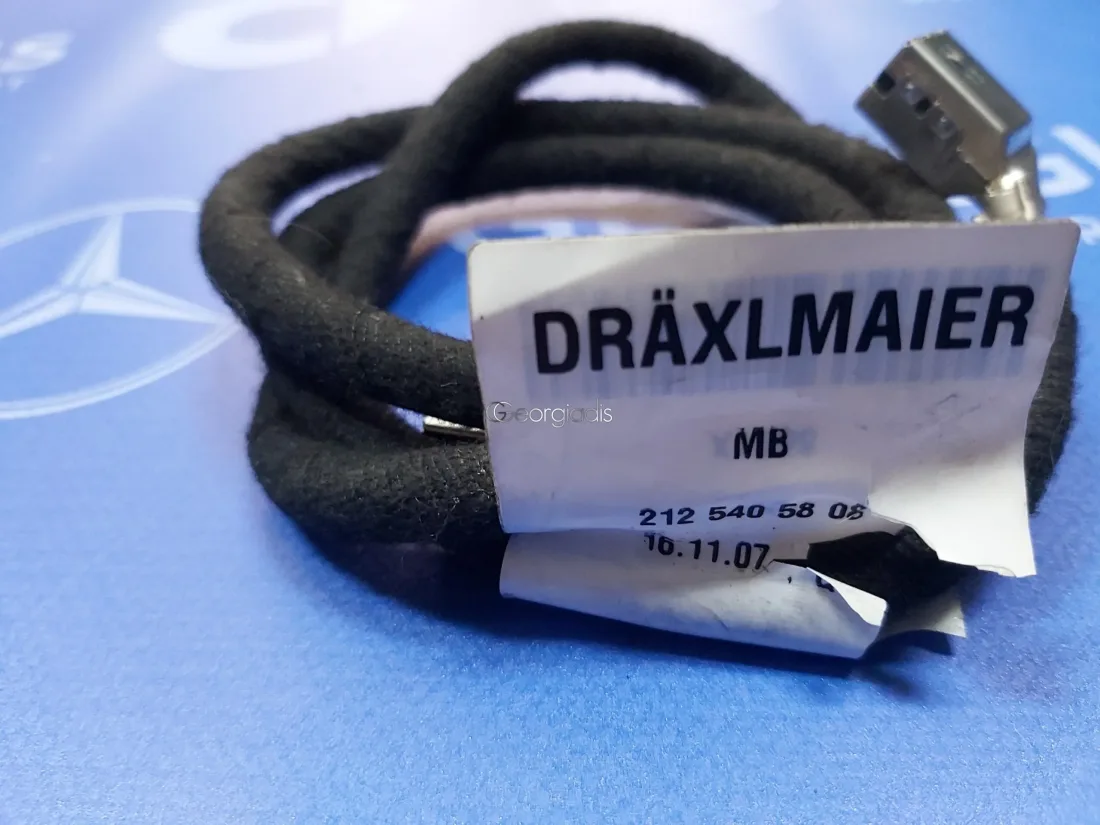 DRÄXLMAIER
Georgiadis
MB
212 540 58 08
16.11.07